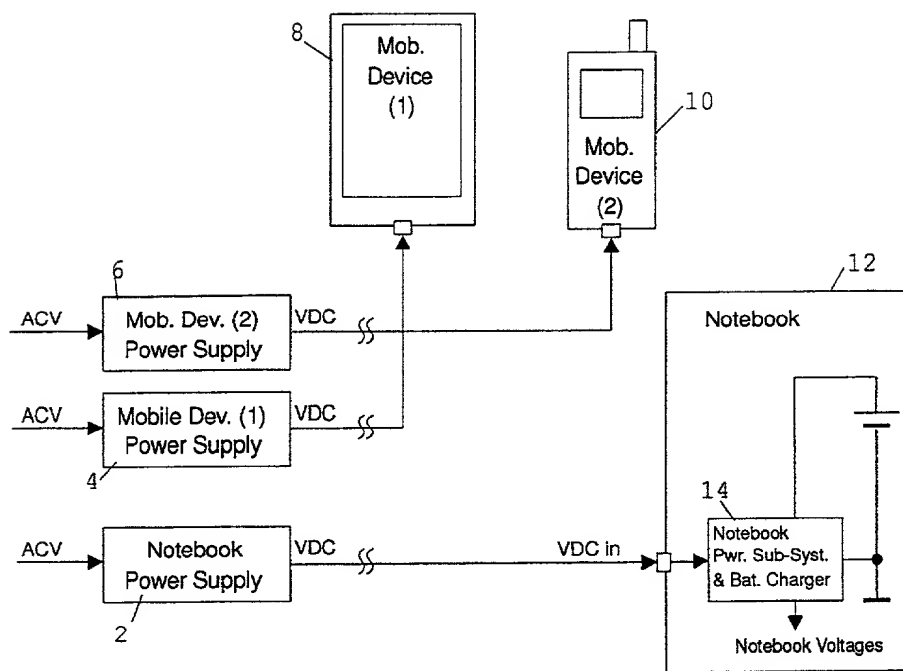 8
Mob.
Device
(1)
10
Mob.
Device
(2)
6
ACV
Mob. Dev. (2)
Power Supply
VDC
12
Notebook
ACV
Mobile Dev. (1)
Power Supply
VDC
4
14
ACV
Notebook
Power Supply
VDC
VDC in
2
Notebook
Pwr. Sub-Syst.
& Bat. Charger
Notebook Voltages